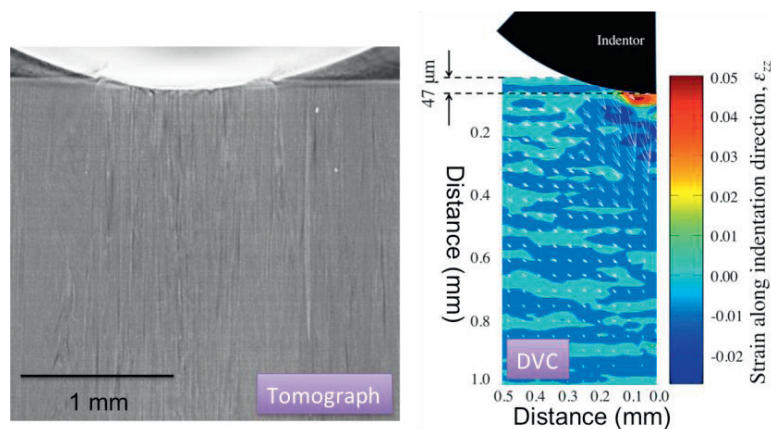 1 mm
Tomograph
Indentor
47 µm
0.2
0.4
0.6
0.8
1.0
Distance (mm)
DVC
0.5 0.4 0.3 0.2 0.1 0.0
Distance (mm)
0.05
0.04
0.03
0.02
0.01
0.00
-0.01
-0.02
Strain along indentation direction, εzz